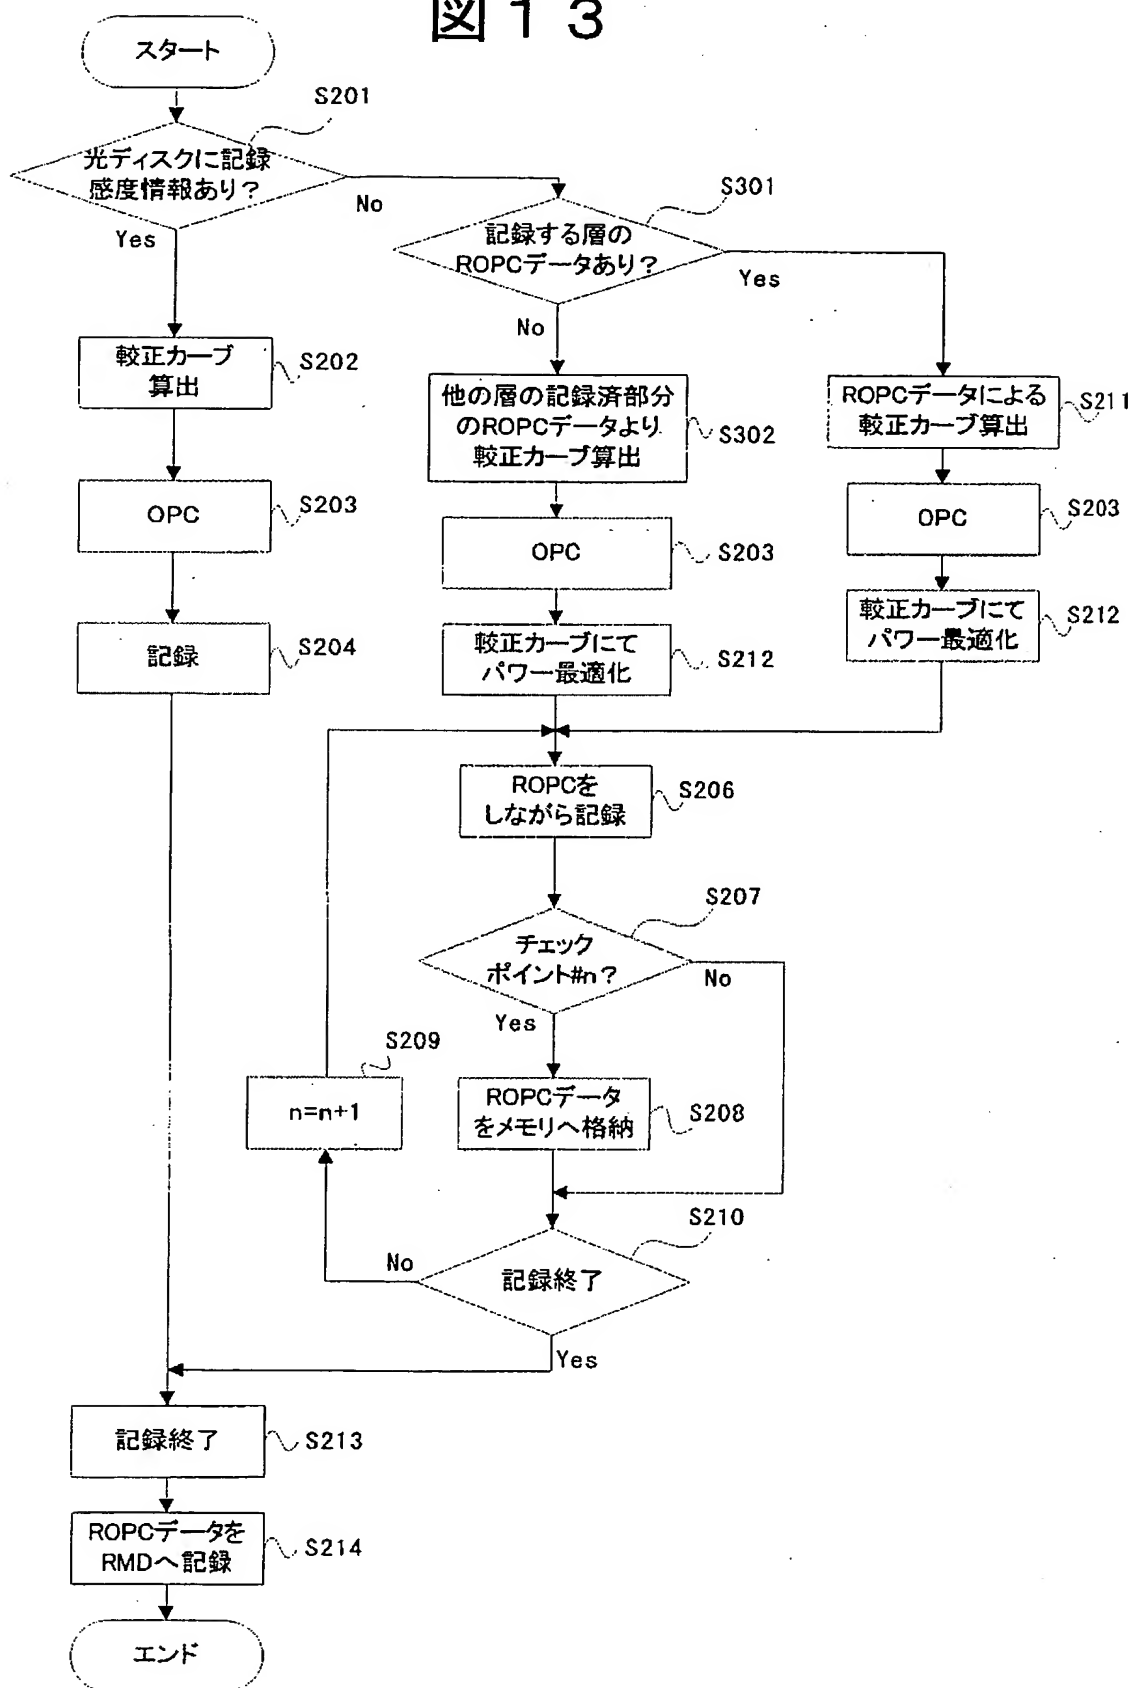 図13
スタート
S201
光ディスクに記録
感度情報あり?
No
Yes
S301
記録する層の
ROPCデータあり?
Yes
No
較正カーブ
算出
S202
他の層の記録済部分
のROPCデータより
較正カーブ算出
S302
ROPCデータによる
較正カーブ算出
S211
OPC
S203
OPC
S203
OPC
S203
記録
S204
較正カーブにて
パワー最適化
S212
較正カーブにて
パワー最適化
S212
ROPCを
しながら記録
S206
S207
チェック
ポイント#n?
No
Yes
S209
n=n+1
ROPCデータ
をメモリへ格納
S208
S210
No
記録終了
Yes
記録終了
S213
ROPCデータを
RMDへ記録
S214
エンド